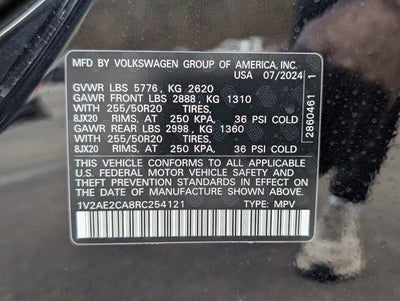 MFD BY VOLKSWAGEN GROUP OF AMERICA, INC.
USA 07/2024
GVWR LBS 5776, KG 2620
GAWR FRONT LBS 2888, KG 1310
WITH 255/50R20 TIRES,
8JX20 RIMS, AT 250 KPA, 36 PSI COLD
GAWR REAR LBS 2998, KG 1360
WITH 255/50R20 TIRES,
8JX20 RIMS, AT 250 KPA, 36 PSI COLD
THIS VEHICLE CONFORMS TO ALL APPLICABLE
U.S. FEDERAL MOTOR VEHICLE SAFETY AND
THEFT PREVENTION STANDARDS IN EFFECT ON THE
DATE OF MANUFACTURE SHOWN ABOVE.
1V2AE2CA8RC254121 TYPE: MPV
2860461 1